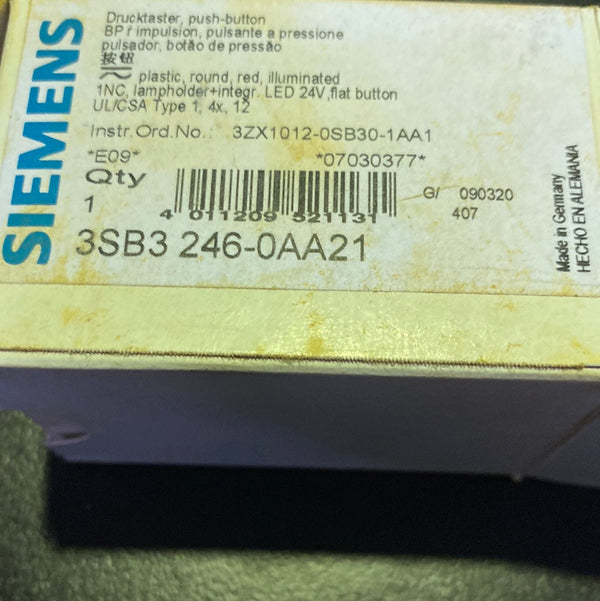 SIEMENS
Drucktaster, push-button
BP f impulsion, pulsante a pressione
pulsador, botão de pressão
按钮
plastic, round, red, illuminated
1NC, lampholder+integr. LED 24V,flat button
UL/CSA Type 1, 4x, 12
Instr.Ord.No.: 3ZX1012-0SB30-1AA1
*E09* *07030377*
Qty
1
4 011209 521131
G/ 090320
407
3SB3 246-0AA21
Made in Germany
HECHO EN ALEMANIA